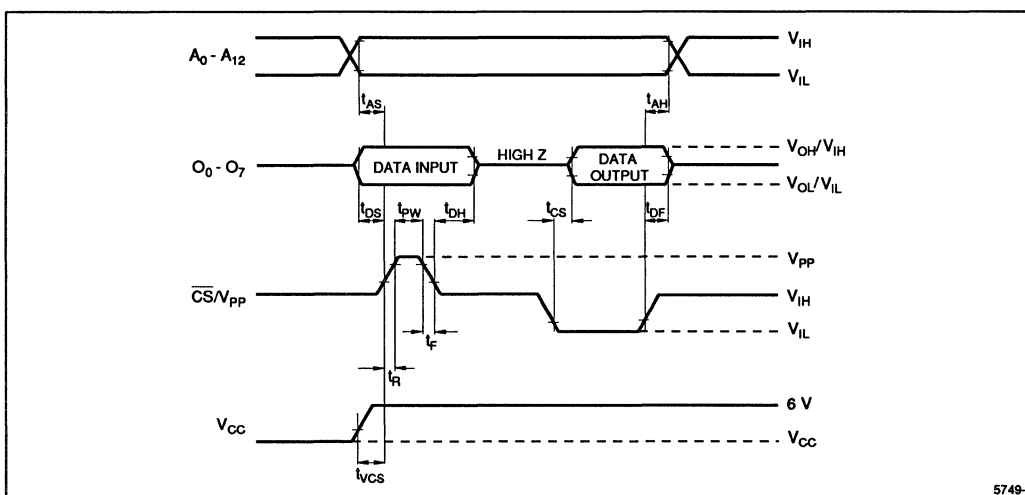 A0 - A12
VIH
VIL
tAS
tAH
O0 - O7
DATA INPUT
HIGH Z
DATA
OUTPUT
VOH/VIH
VOL/VIL
tDS
tPW
tDH
tCS
tDF
C̅S̅/VPP
VPP
VIH
VIL
tF
tR
VCC
6 V
VCC
tVCS
5749-